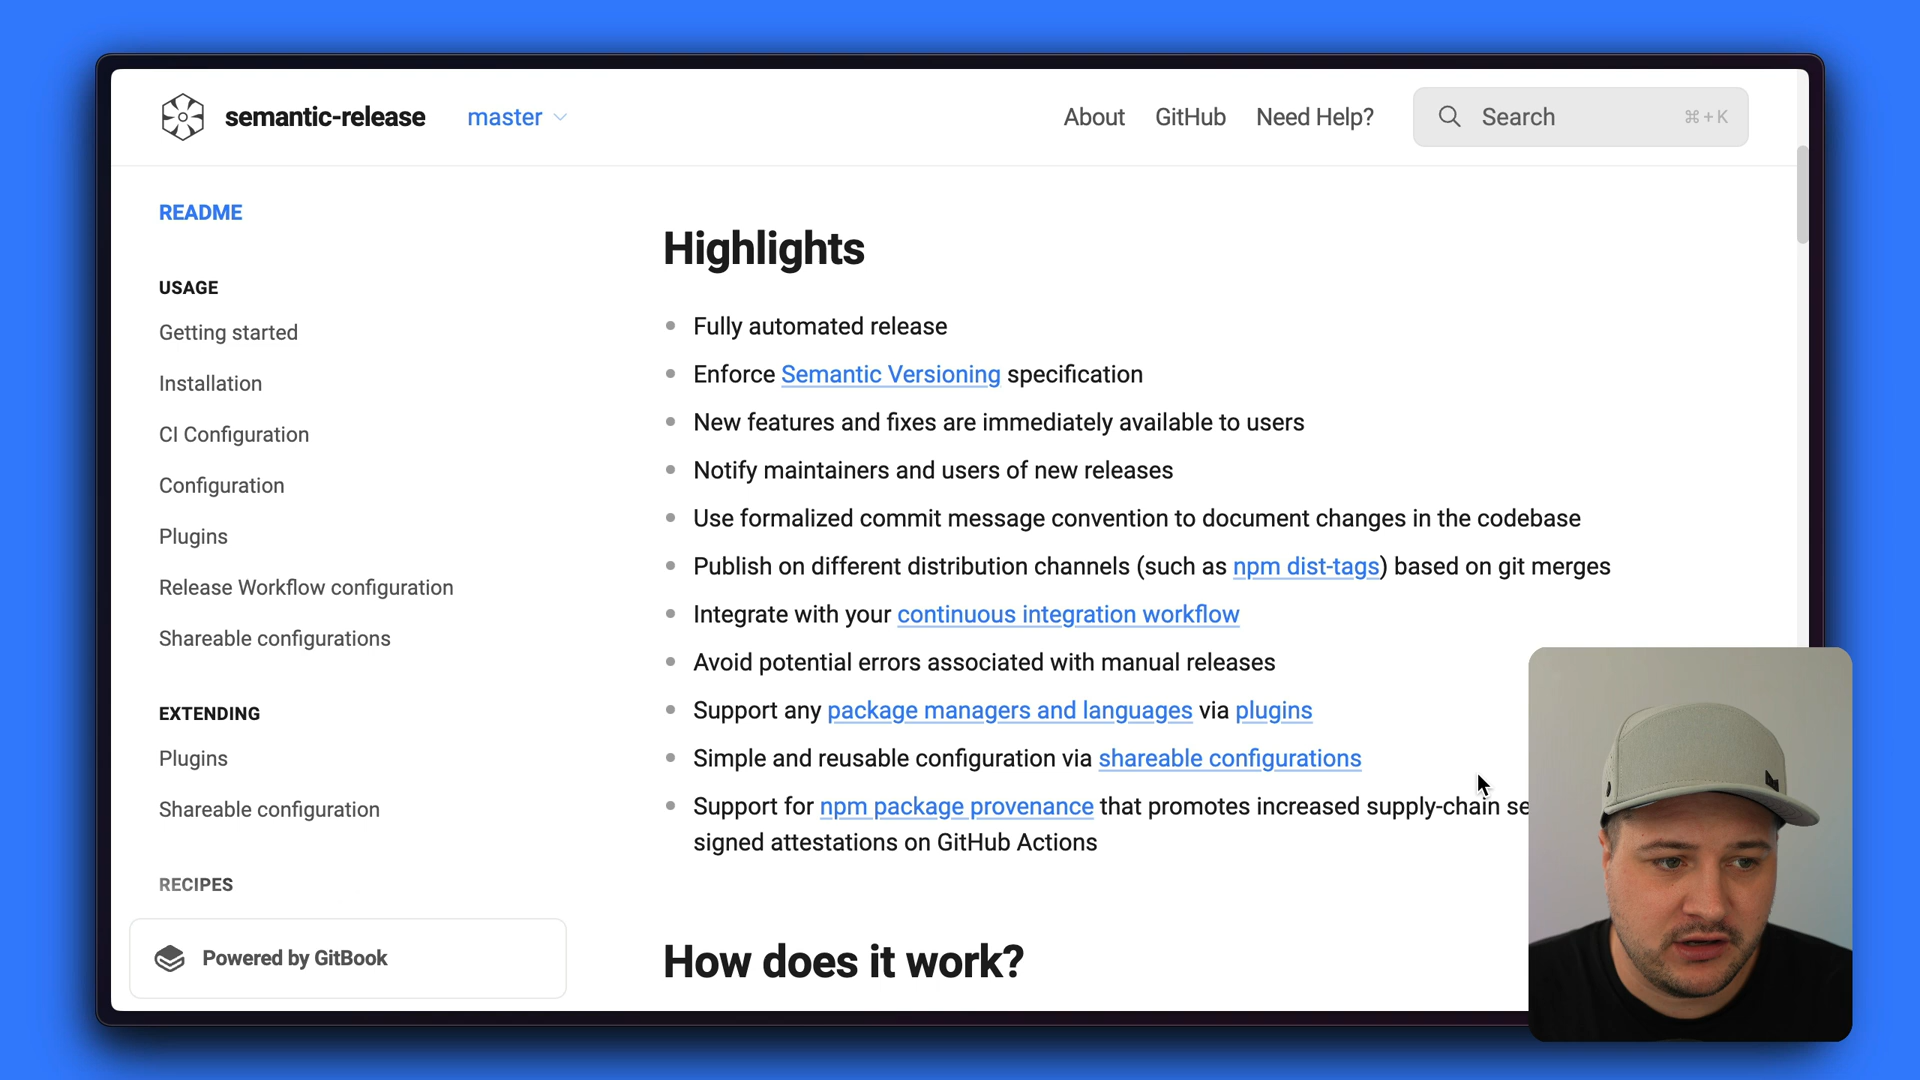 semantic-release
master
About
GitHub
Need Help?
Search
⌘+K
README
USAGE
Getting started
Installation
CI Configuration
Configuration
Plugins
Release Workflow configuration
Shareable configurations
EXTENDING
Plugins
Shareable configuration
RECIPES
Powered by GitBook
Highlights
Fully automated release
Enforce Semantic Versioning specification
New features and fixes are immediately available to users
Notify maintainers and users of new releases
Use formalized commit message convention to document changes in the codebase
Publish on different distribution channels (such as npm dist-tags) based on git merges
Integrate with your continuous integration workflow
Avoid potential errors associated with manual releases
Support any package managers and languages via plugins
Simple and reusable configuration via shareable configurations
Support for npm package provenance that promotes increased supply-chain se
signed attestations on GitHub Actions
How does it work?